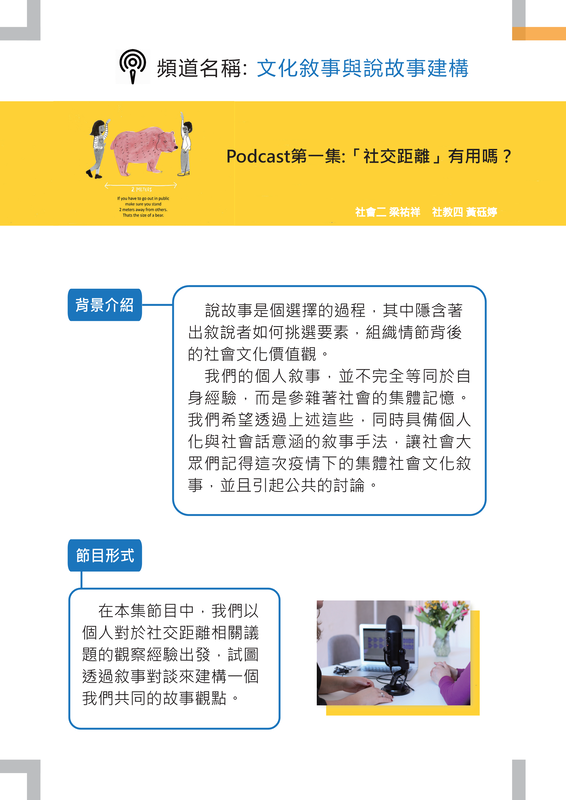 頻道名稱: 文化敘事與說故事建構
Podcast第一集:「社交距離」有用嗎？
2 METERS
If you have to go out in public
make sure you stand
2 meters away from others.
Thats the size of a bear.
社會二 梁祐祥　社教四 黃鈺婷
背景介紹
說故事是個選擇的過程，其中隱含著
出敘說者如何挑選要素，組織情節背後
的社會文化價值觀。
我們的個人敘事，並不完全等同於自
身經驗，而是參雜著社會的集體記憶。
我們希望透過上述這些，同時具備個人
化與社會話意涵的敘事手法，讓社會大
眾們記得這次疫情下的集體社會文化敘
事，並且引起公共的討論。
節目形式
在本集節目中，我們以
個人對於社交距離相關議
題的觀察經驗出發，試圖
透過敘事對談來建構一個
我們共同的故事觀點。